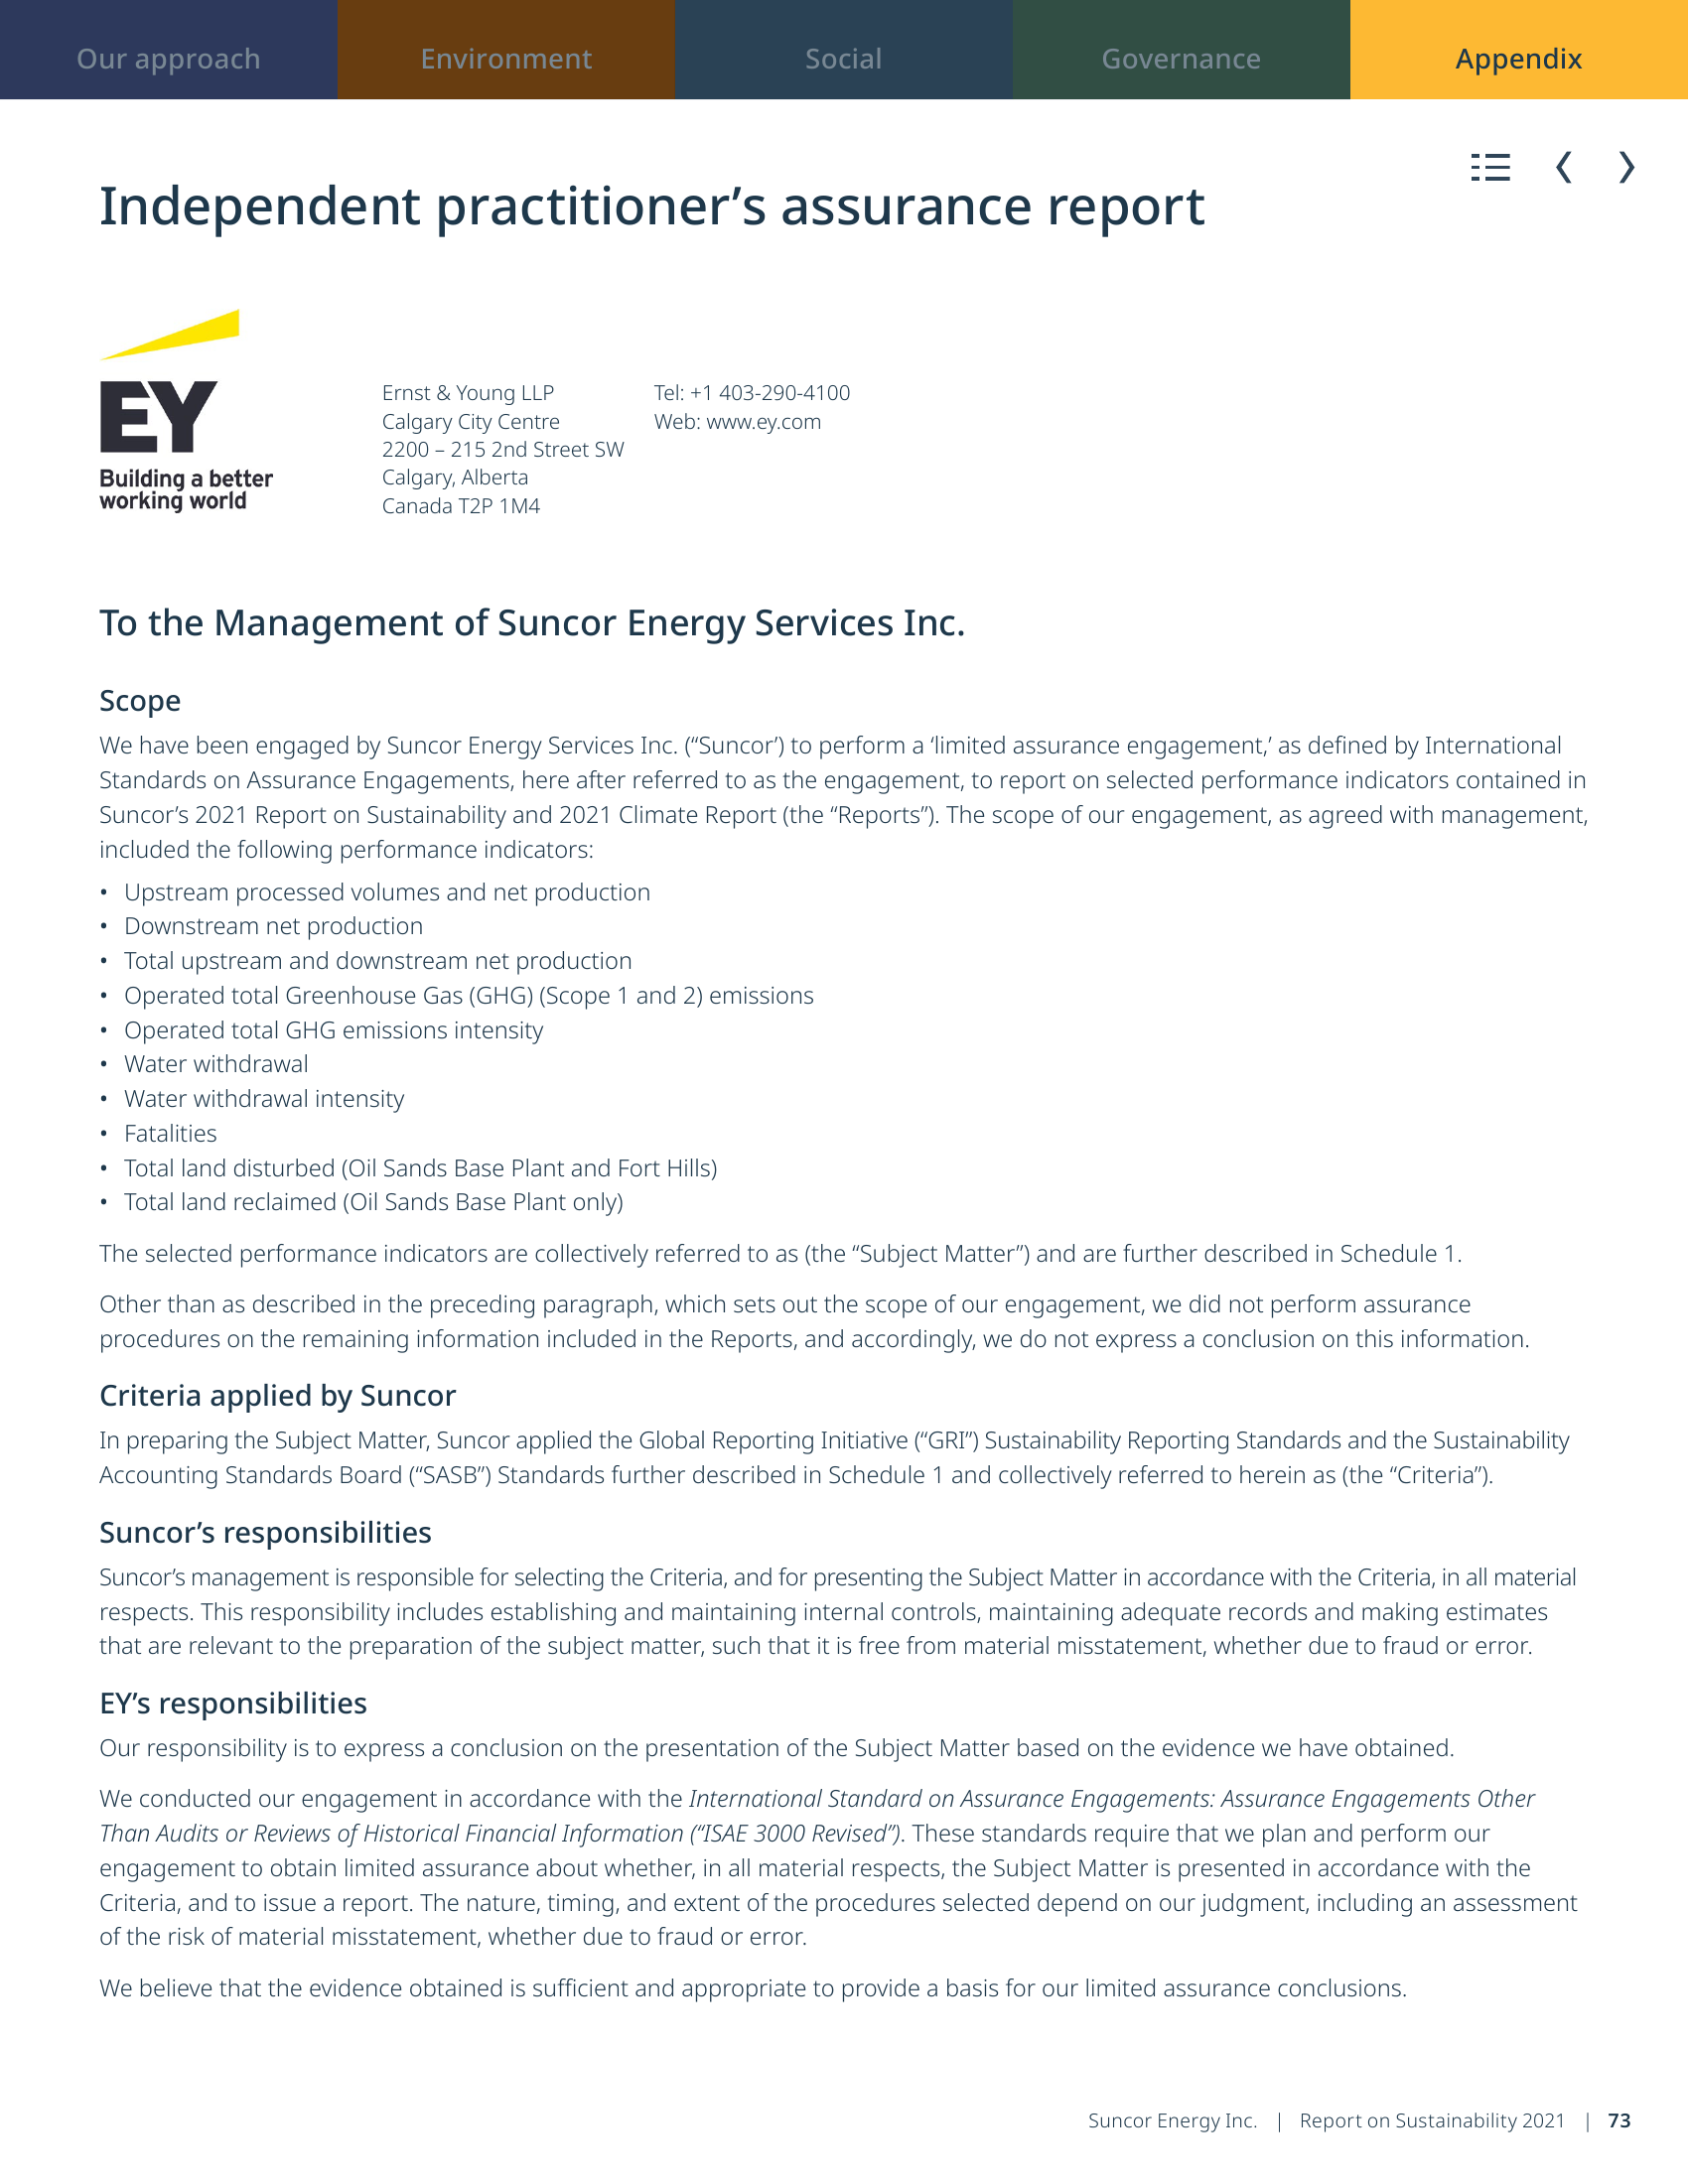 Our approach
Environment
Social
Governance
Appendix
Independent practitioner’s assurance report
EY
Building a better
working world
Ernst & Young LLP
Calgary City Centre
2200 – 215 2nd Street SW
Calgary, Alberta
Canada T2P 1M4
Tel: +1 403-290-4100
Web: www.ey.com
To the Management of Suncor Energy Services Inc.
Scope
We have been engaged by Suncor Energy Services Inc. (“Suncor’) to perform a ‘limited assurance engagement,’ as defined by International
Standards on Assurance Engagements, here after referred to as the engagement, to report on selected performance indicators contained in
Suncor’s 2021 Report on Sustainability and 2021 Climate Report (the “Reports”). The scope of our engagement, as agreed with management,
included the following performance indicators:
• Upstream processed volumes and net production
• Downstream net production
• Total upstream and downstream net production
• Operated total Greenhouse Gas (GHG) (Scope 1 and 2) emissions
• Operated total GHG emissions intensity
• Water withdrawal
• Water withdrawal intensity
• Fatalities
• Total land disturbed (Oil Sands Base Plant and Fort Hills)
• Total land reclaimed (Oil Sands Base Plant only)
The selected performance indicators are collectively referred to as (the “Subject Matter”) and are further described in Schedule 1.
Other than as described in the preceding paragraph, which sets out the scope of our engagement, we did not perform assurance
procedures on the remaining information included in the Reports, and accordingly, we do not express a conclusion on this information.
Criteria applied by Suncor
In preparing the Subject Matter, Suncor applied the Global Reporting Initiative (“GRI”) Sustainability Reporting Standards and the Sustainability
Accounting Standards Board (“SASB”) Standards further described in Schedule 1 and collectively referred to herein as (the “Criteria”).
Suncor’s responsibilities
Suncor’s management is responsible for selecting the Criteria, and for presenting the Subject Matter in accordance with the Criteria, in all material
respects. This responsibility includes establishing and maintaining internal controls, maintaining adequate records and making estimates
that are relevant to the preparation of the subject matter, such that it is free from material misstatement, whether due to fraud or error.
EY’s responsibilities
Our responsibility is to express a conclusion on the presentation of the Subject Matter based on the evidence we have obtained.
We conducted our engagement in accordance with the International Standard on Assurance Engagements: Assurance Engagements Other
Than Audits or Reviews of Historical Financial Information (“ISAE 3000 Revised”). These standards require that we plan and perform our
engagement to obtain limited assurance about whether, in all material respects, the Subject Matter is presented in accordance with the
Criteria, and to issue a report. The nature, timing, and extent of the procedures selected depend on our judgment, including an assessment
of the risk of material misstatement, whether due to fraud or error.
We believe that the evidence obtained is sufficient and appropriate to provide a basis for our limited assurance conclusions.
Suncor Energy Inc. | Report on Sustainability 2021 | 73